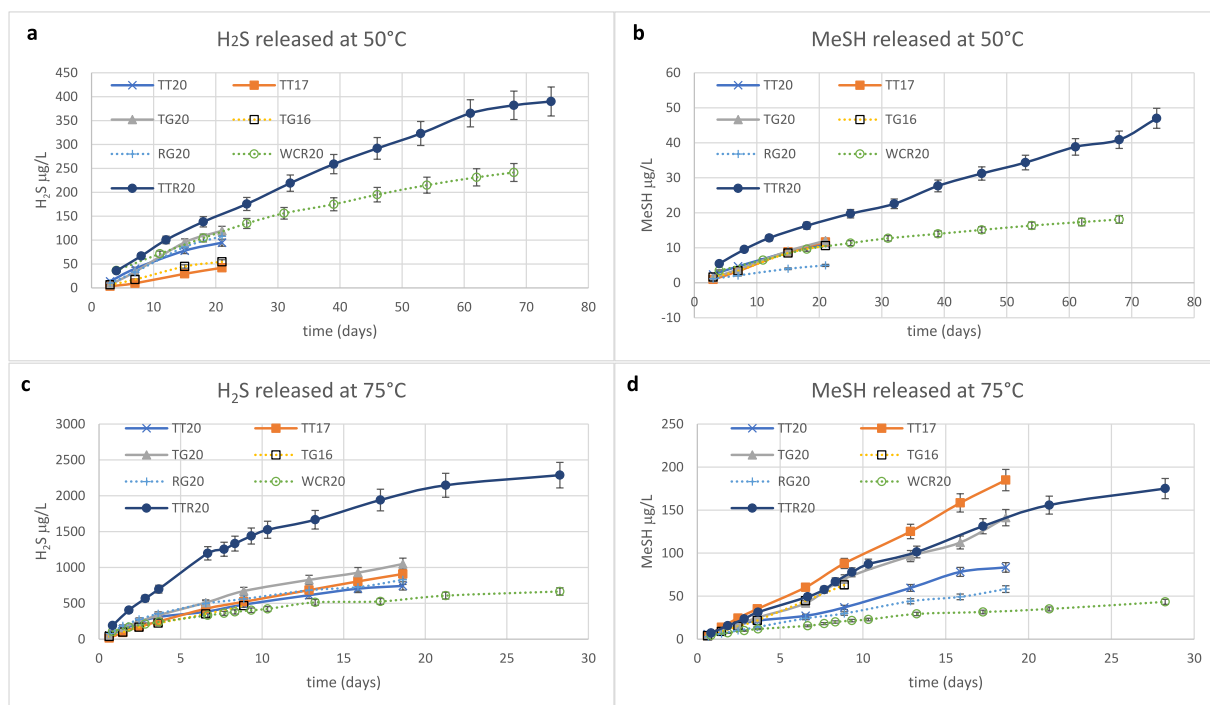 a
H₂S released at 50°C
H₂S µg/L
450
400
350
300
250
200
150
100
50
0
TT20 TT17
TG20 TG16
RG20 WCR20
TTR20
0 10 20 30 40 50 60 70 80
time (days)
b
MeSH released at 50°C
MeSH µg/L
60
50
40
30
20
10
0
-10
TT20 TT17
TG20 TG16
RG20 WCR20
TTR20
0 10 20 30 40 50 60 70 80
time (days)
c
H₂S released at 75°C
H₂S µg/L
3000
2500
2000
1500
1000
500
0
TT20 TT17
TG20 TG16
RG20 WCR20
TTR20
0 5 10 15 20 25 30
time (days)
d
MeSH released at 75°C
MeSH µg/L
250
200
150
100
50
0
TT20 TT17
TG20 TG16
RG20 WCR20
TTR20
0 5 10 15 20 25 30
time (days)